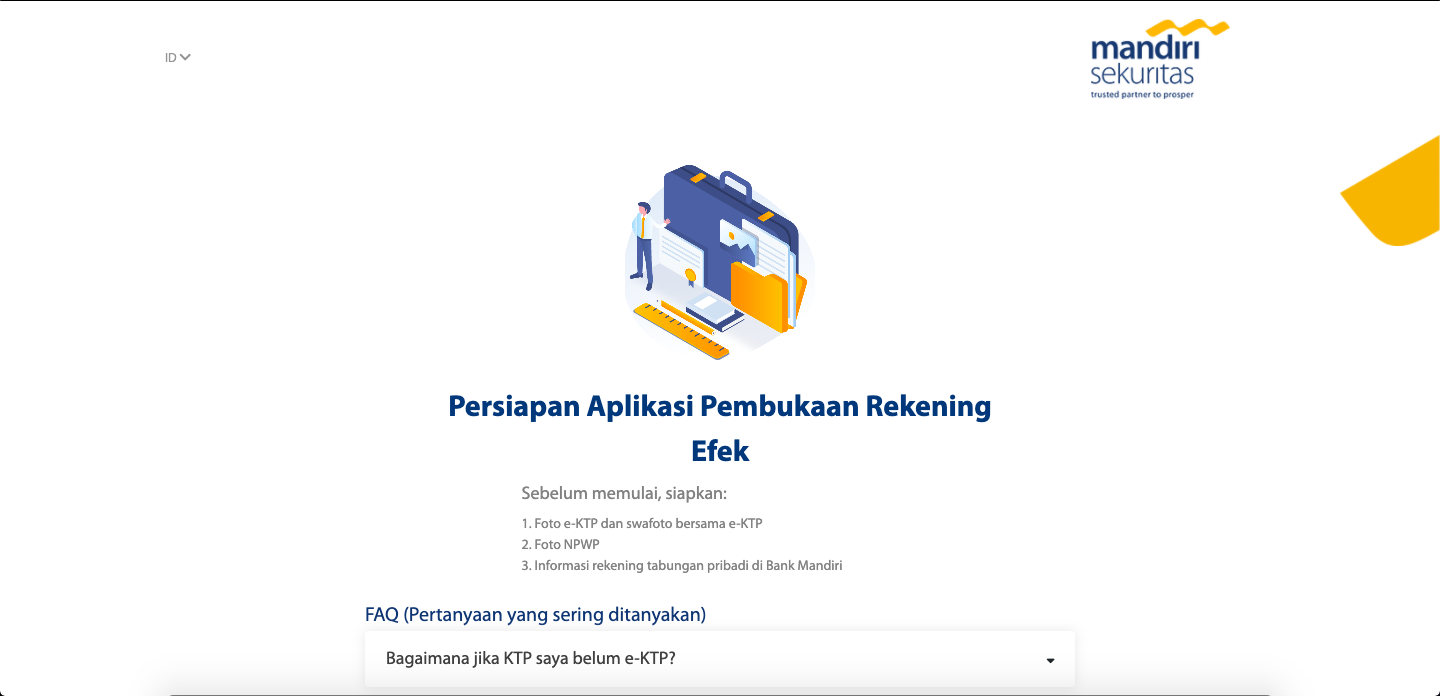 ID
mandiri
sekuritas
trusted partner to prosper
Persiapan Aplikasi Pembukaan Rekening
Efek
Sebelum memulai, siapkan:
1. Foto e-KTP dan swafoto bersama e-KTP
2. Foto NPWP
3. Informasi rekening tabungan pribadi di Bank Mandiri
FAQ (Pertanyaan yang sering ditanyakan)
Bagaimana jika KTP saya belum e-KTP?